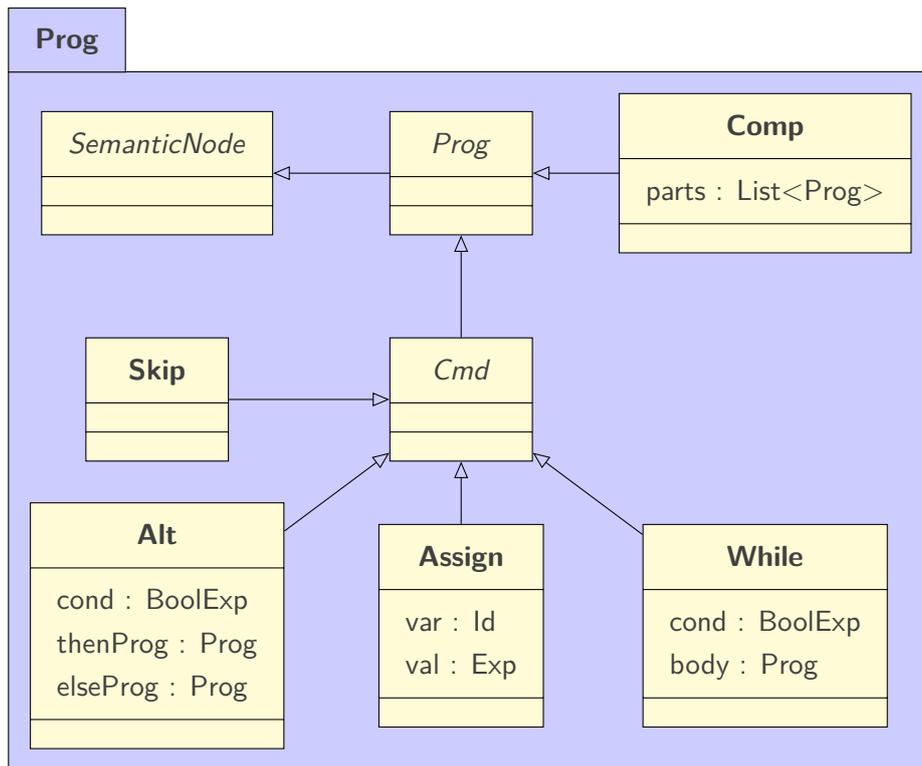 Prog
SemanticNode
Prog
Comp
parts : List<Prog>
Skip
Cmd
Alt
cond : BoolExp
thenProg : Prog
elseProg : Prog
Assign
var : Id
val : Exp
While
cond : BoolExp
body : Prog